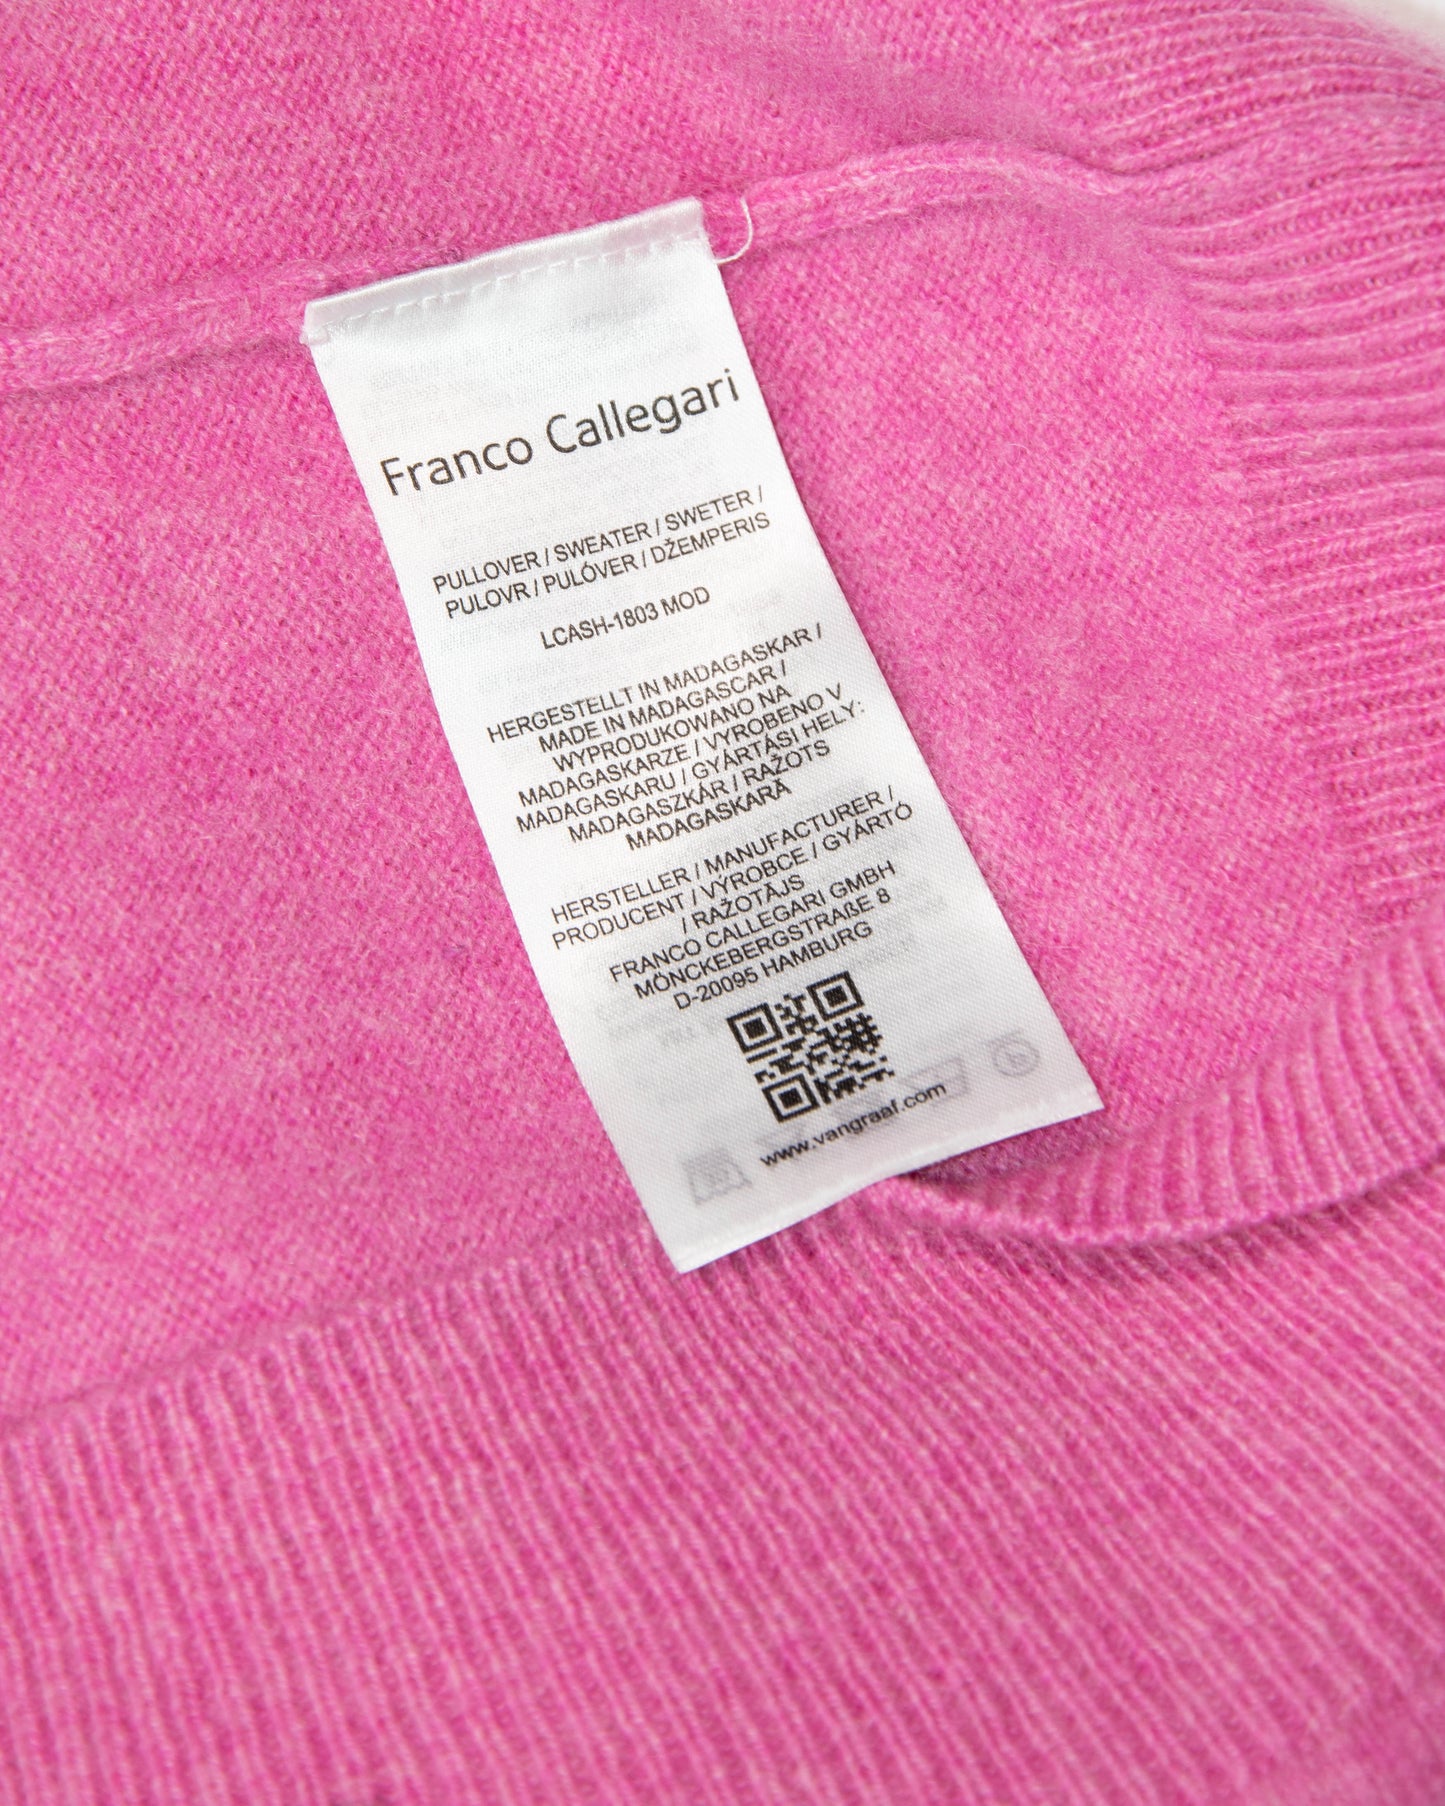 Franco Callegari
PULLOVER / SWEATER / SWETER /
PULOVR / PULÓVER / DŽEMPERIS
LCASH-1803 MOD
HERGESTELLT IN MADAGASKAR /
MADE IN MADAGASCAR /
WYPRODUKOWANO NA
MADAGASKARZE / VYROBENO V
MADAGASKARU / GYÁRTÁSI HELY:
MADAGASZKÁR / RAŽOTS
MADAGASKARĀ
HERSTELLER / MANUFACTURER /
PRODUCENT / VÝROBCE / GYÁRTÓ
/ RAŽOTĀJS
FRANCO CALLEGARI GMBH
MÖNCKEBERGSTRAßE 8
D-20095 HAMBURG
www.vangraaf.com